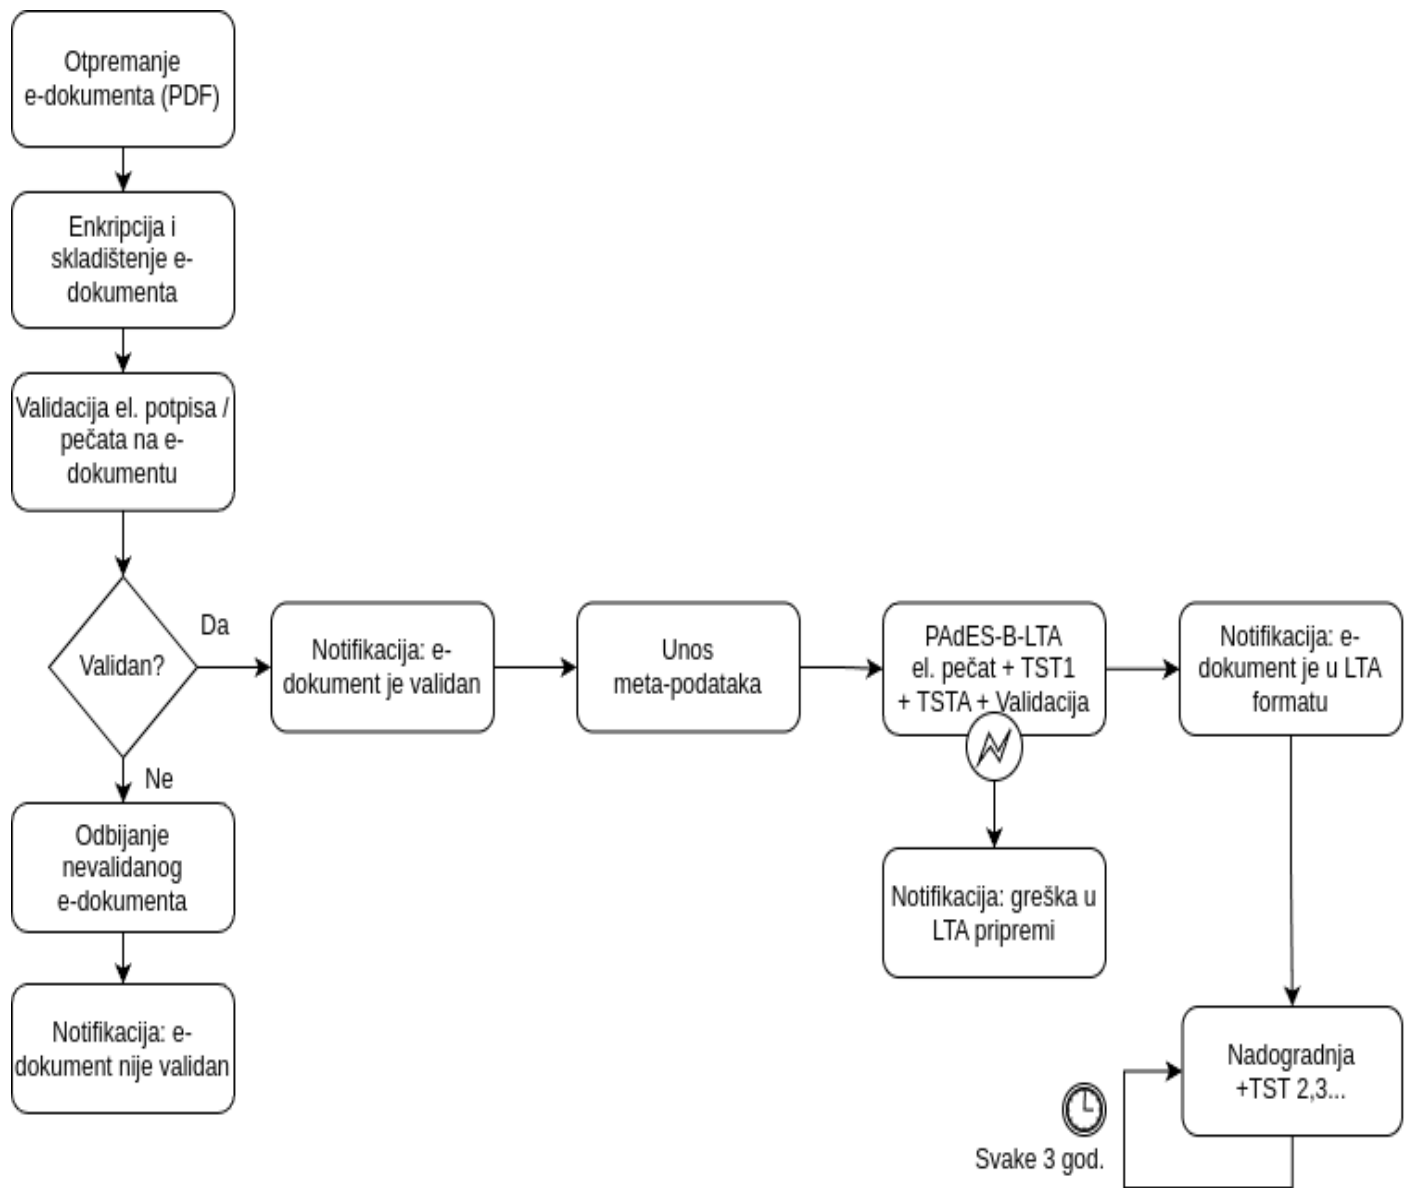 Otpremanje
e-dokumenta (PDF)
Enkripcija i
skladištenje e-
dokumenta
Validacija el. potpisa /
pečata na e-
dokumentu
Validan?
Da
Ne
Notifikacija: e-
dokument je validan
Unos
meta-podataka
PAdES-B-LTA
el. pečat + TST1
+ TSTA + Validacija
Notifikacija: e-
dokument je u LTA
formatu
Odbijanje
nevalidanog
e-dokumenta
Notifikacija: greška u
LTA pripremi
Notifikacija: e-
dokument nije validan
Nadogradnja
+TST 2,3...
Svake 3 god.